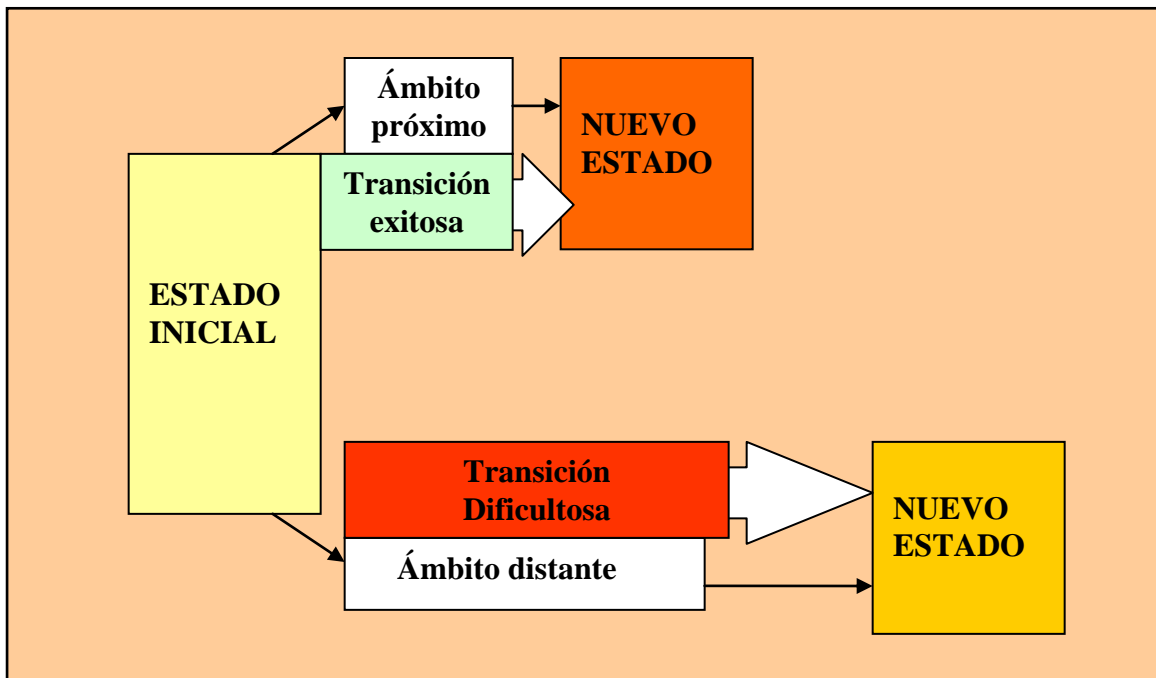 Ámbito
próximo
NUEVO
ESTADO
Transición
exitosa
ESTADO
INICIAL
Transición
Dificultosa
Ámbito distante
NUEVO
ESTADO